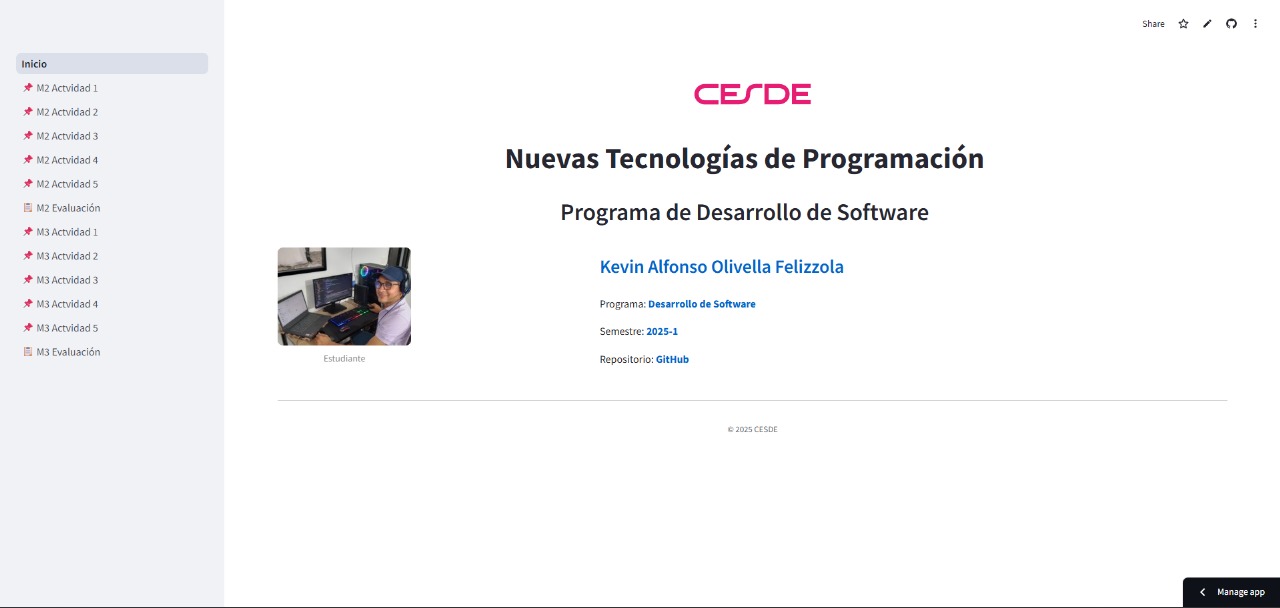 Share
Inicio
M2 Actvidad 1
M2 Actvidad 2
M2 Actvidad 3
M2 Actvidad 4
M2 Actvidad 5
M2 Evaluación
M3 Actvidad 1
M3 Actvidad 2
M3 Actvidad 3
M3 Actvidad 4
M3 Actvidad 5
M3 Evaluación
CESDE
Nuevas Tecnologías de Programación
Programa de Desarrollo de Software
Estudiante
Kevin Alfonso Olivella Felizzola
Programa: Desarrollo de Software
Semestre: 2025-1
Repositorio: GitHub
© 2025 CESDE
Manage app